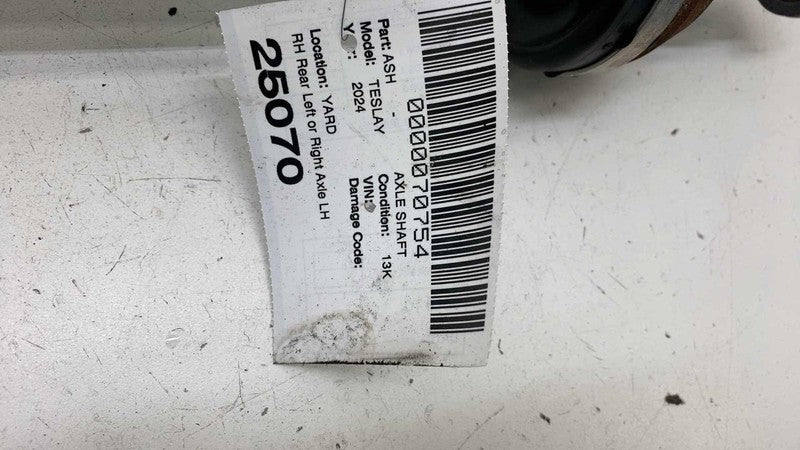 0000070754
Part: ASH - AXLE SHAFT
Model: TESLAY Condition: 13K
Year: 2024 VIN:
Damage Code:
Location: YARD
RH Rear Left or Right Axle LH
25070